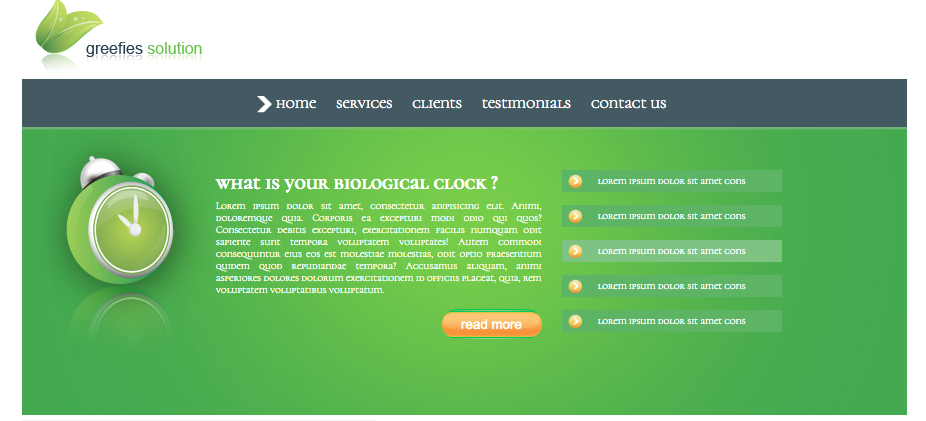 greefies solution
Home services clients testimonials contact us
what is your biological clock ?
Lorem ipsum dolor sit amet, consectetur adipisicing elit. Animi,
doloremque quia. Corporis ea excepturi modi odio qui quos?
Consectetur debitis excepturi, exercitationem facilis numquam odit
sapiente sunt tempora voluptatem voluptates! Autem commodi
consequuntur eius eos est molestiae molestias, odit optio praesentium
quidem quod repudiandae tempora? Accusamus aliquam, animi
asperiores dolores dolorum exercitationem id officiis placeat, quia, rem
voluptatem voluptatibus voluptatum.
read more
Lorem ipsum dolor sit amet cons
Lorem ipsum dolor sit amet cons
Lorem ipsum dolor sit amet cons
Lorem ipsum dolor sit amet cons
Lorem ipsum dolor sit amet cons